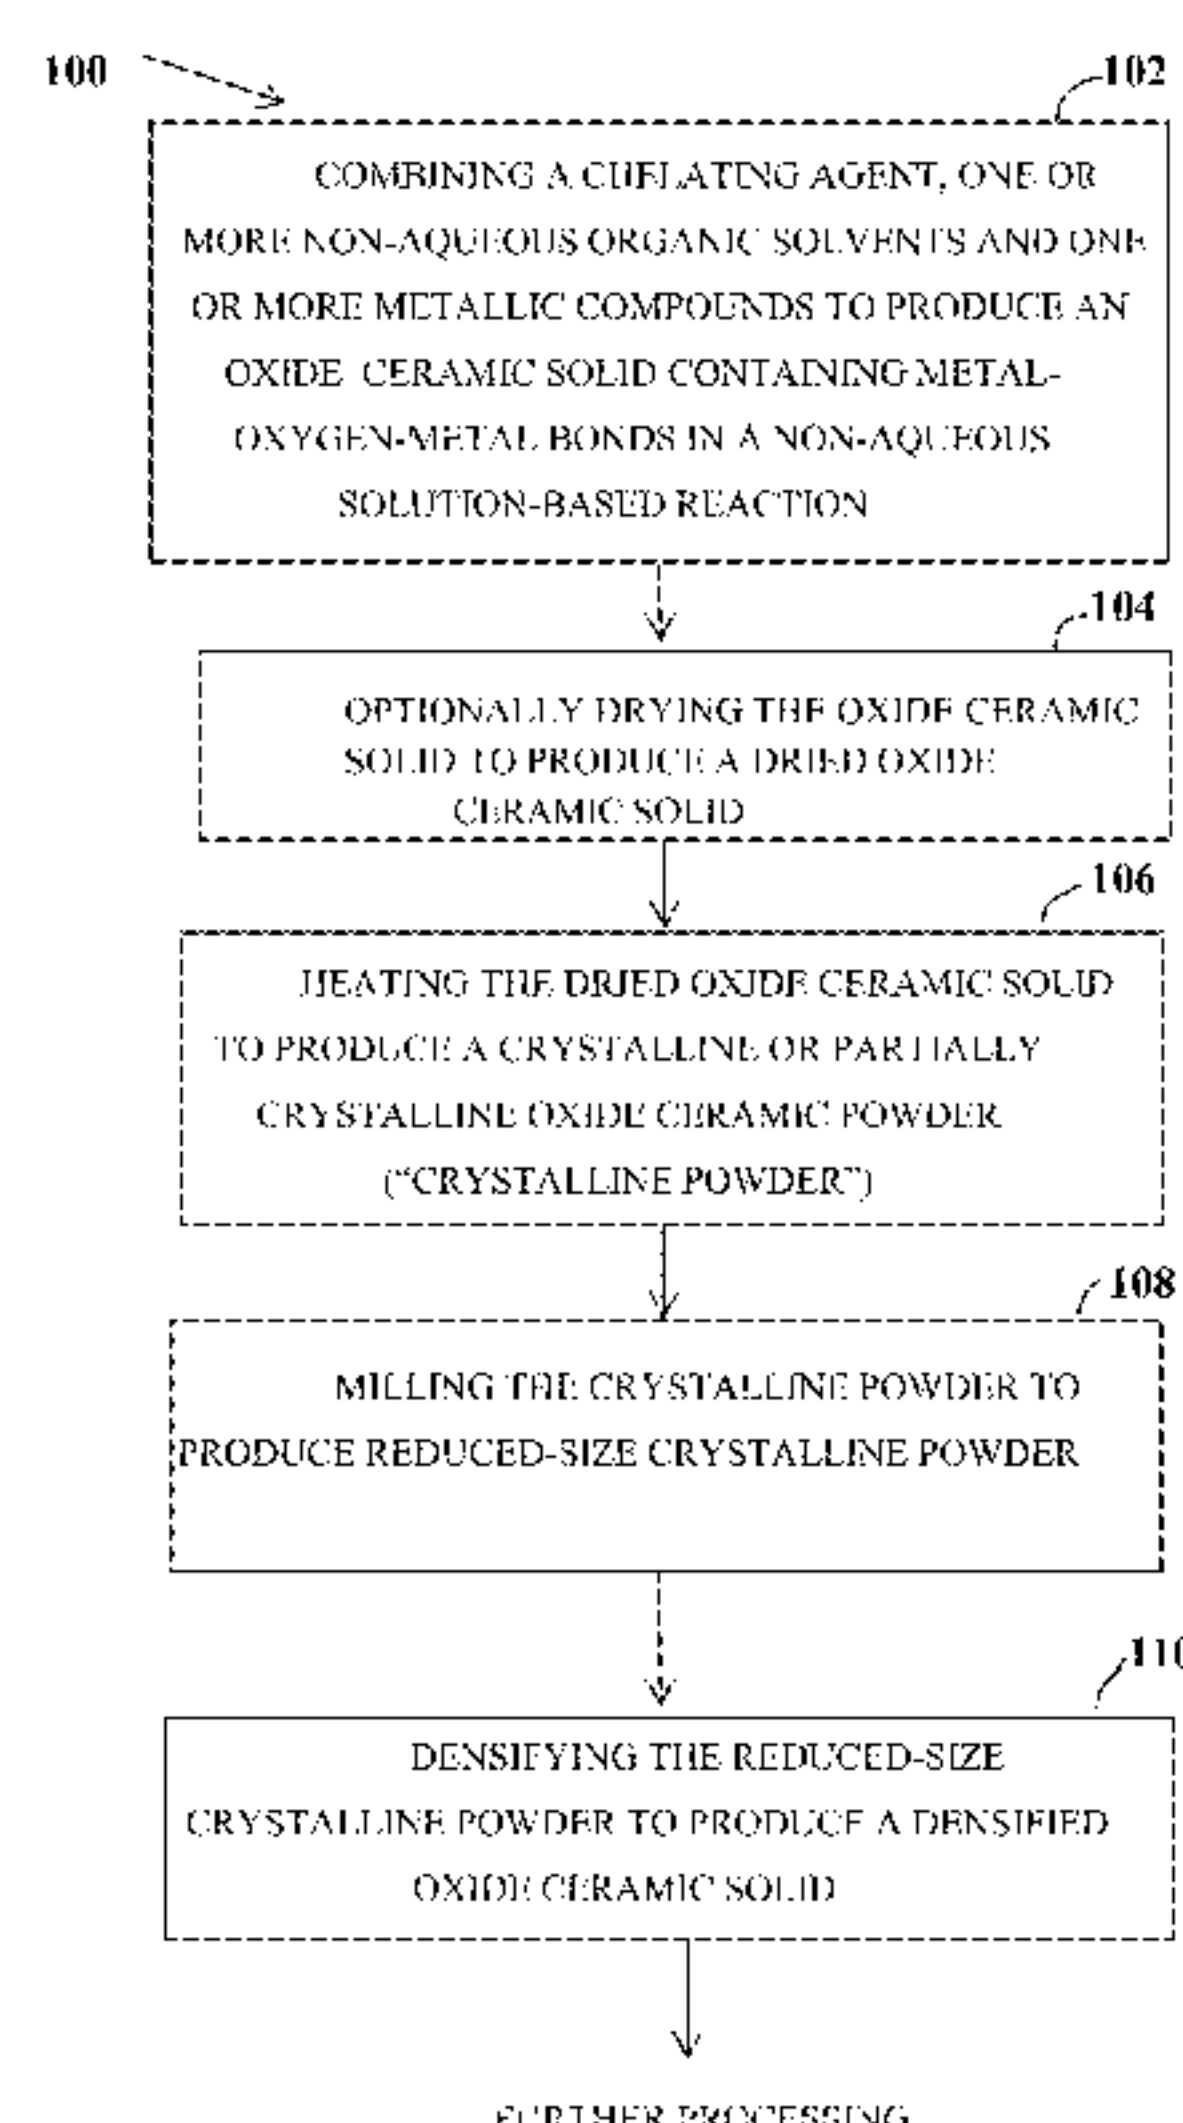 100
102
COMBINING A CHELATING AGENT, ONE OR
MORE NON-AQUEOUS ORGANIC SOLVENTS AND ONE
OR MORE METALLIC COMPOUNDS TO PRODUCE AN
OXIDE CERAMIC SOLID CONTAINING METAL-
OXYGEN-METAL BONDS IN A NON-AQUEOUS
SOLUTION-BASED REACTION
104
OPTIONALLY DRYING THE OXIDE CERAMIC
SOLID TO PRODUCE A DRIED OXIDE
CERAMIC SOLID
106
HEATING THE DRIED OXIDE CERAMIC SOLID
TO PRODUCE A CRYSTALLINE OR PARTIALLY
CRYSTALLINE OXIDE CERAMIC POWDER
(“CRYSTALLINE POWDER”)
108
MILLING THE CRYSTALLINE POWDER TO
PRODUCE REDUCED-SIZE CRYSTALLINE POWDER
110
DENSIFYING THE REDUCED-SIZE
CRYSTALLINE POWDER TO PRODUCE A DENSIFIED
OXIDE CERAMIC SOLID
FURTHER PROCESSING